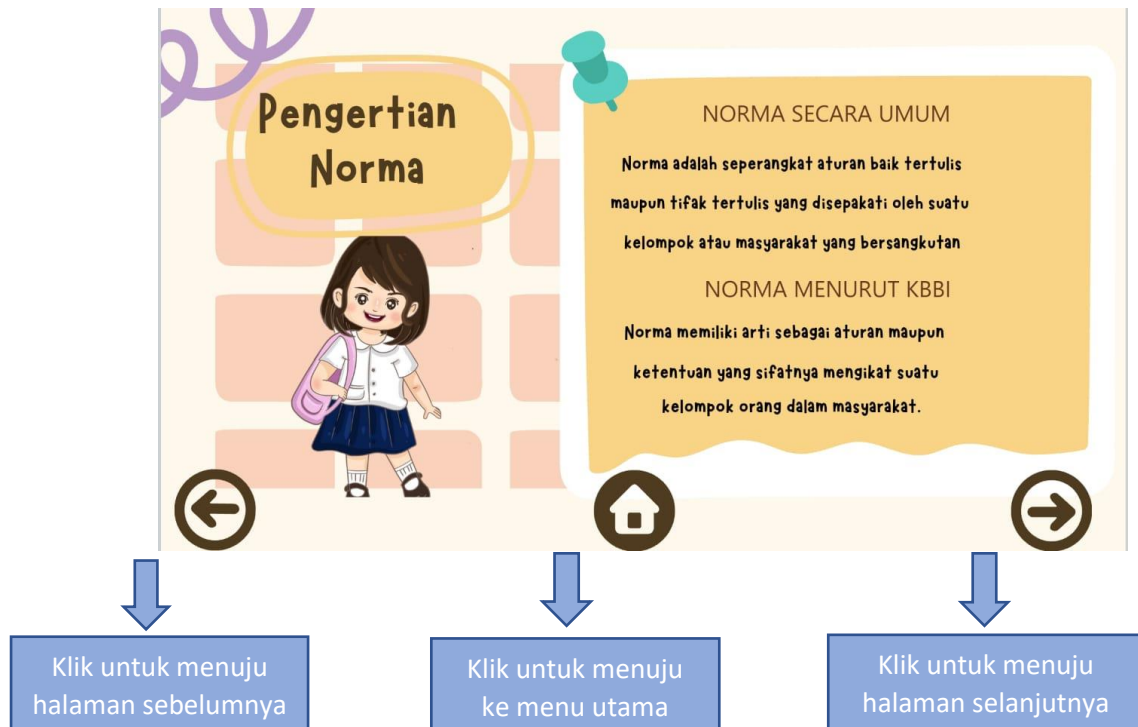 Pengertian
Norma
NORMA SECARA UMUM
Norma adalah seperangkat aturan baik tertulis
maupun tifak tertulis yang disepakati oleh suatu
kelompok atau masyarakat yang bersangkutan
NORMA MENURUT KBBI
Norma memiliki arti sebagai aturan maupun
ketentuan yang sifatnya mengikat suatu
kelompok orang dalam masyarakat.
Klik untuk menuju
halaman sebelumnya
Klik untuk menuju
ke menu utama
Klik untuk menuju
halaman selanjutnya